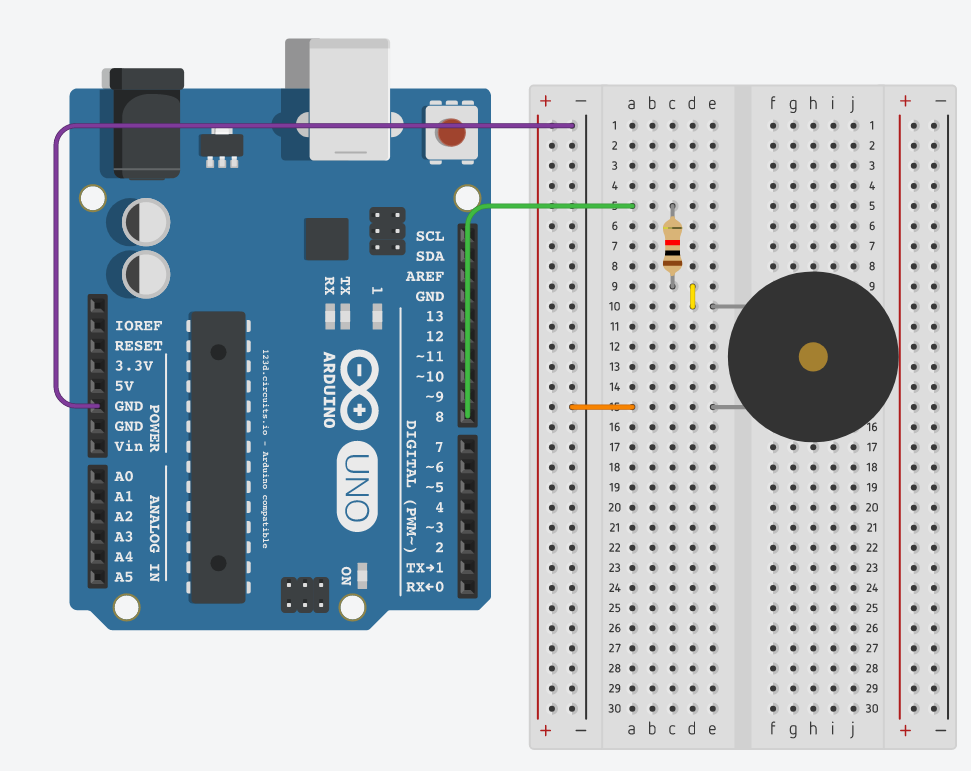 SCL
SDA
AREF
GND
13
12
~11
~10
~9
8
7
~6
~5
4
~3
2
TX→1
RX←0
DIGITAL (PWM~)
IOREF
RESET
3.3V
5V
GND
GND
Vin
POWER
A0
A1
A2
A3
A4
A5
ANALOG IN
RX
TX
L
ARDUINO
UNO
ON
123d.circuits.io - Arduino compatible
+ − a b c d e f g h i j + −
1 1
2 2
3 3
4 4
5 5
6 6
7 7
8 8
9 9
10
11
12
13
14
15
16 16
17 17
18 18
19 19
20 20
21 21
22 22
23 23
24 24
25 25
26 26
27 27
28 28
29 29
30 30
+ − a b c d e f g h i j + −